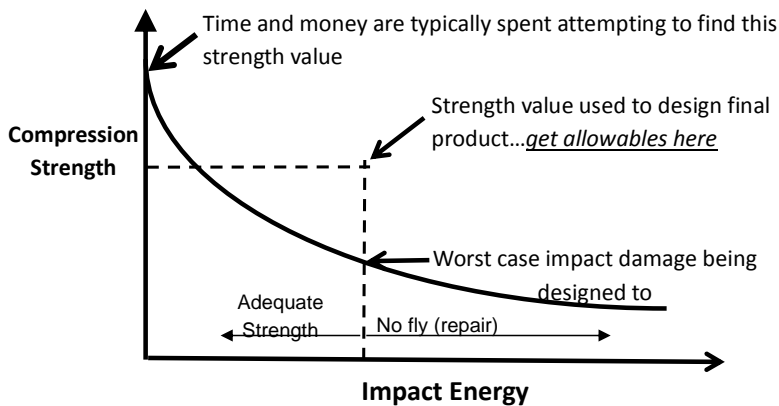 Time and money are typically spent attempting to find this
strength value
Strength value used to design final
product...get allowables here
Compression
Strength
Worst case impact damage being
designed to
Adequate
Strength
No fly (repair)
Impact Energy